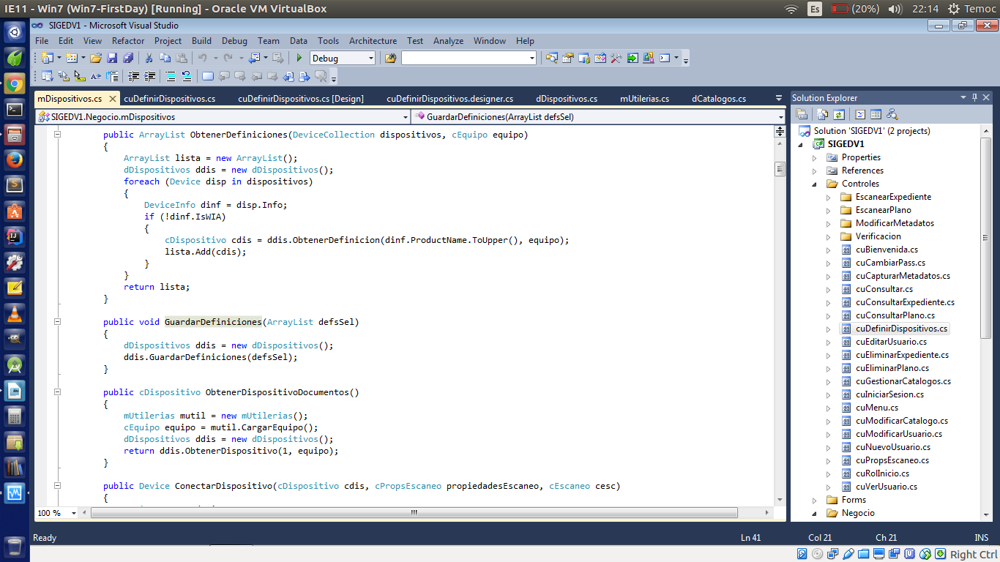 IE11 - Win7 (Win7-FirstDay) [Running] - Oracle VM VirtualBox
Es (20%) 22:14 Temoc
SIGEDV1 - Microsoft Visual Studio
File Edit View Refactor Project Build Debug Team Data Tools Architecture Test Analyze Window Help
Debug
mDispositivos.cs cuDefinirDispositivos.cs cuDefinirDispositivos.cs [Design] cuDefinirDispositivos.designer.cs dDispositivos.cs mUtilerias.cs dCatalogos.cs
SIGEDV1.Negocio.mDispositivos GuardarDefiniciones(ArrayList defsSel)
public ArrayList ObtenerDefiniciones(DeviceCollection dispositivos, cEquipo equipo)
{
ArrayList lista = new ArrayList();
dDispositivos ddis = new dDispositivos();
foreach (Device disp in dispositivos)
{
DeviceInfo dinf = disp.Info;
if (!dinf.IsWIA)
{
cDispositivo cdis = ddis.ObtenerDefinicion(dinf.ProductName.ToUpper(), equipo);
lista.Add(cdis);
}
}
return lista;
}
public void GuardarDefiniciones(ArrayList defsSel)
{
dDispositivos ddis = new dDispositivos();
ddis.GuardarDefiniciones(defsSel);
}
public cDispositivo ObtenerDispositivoDocumentos()
{
mUtilerias mutil = new mUtilerias();
cEquipo equipo = mutil.CargarEquipo();
dDispositivos ddis = new dDispositivos();
return ddis.ObtenerDispositivo(1, equipo);
}
public Device ConectarDispositivo(cDispositivo cdis, cPropsEscaneo propiedadesEscaneo, cEscaneo cesc)
{
100 %
Solution Explorer
Solution 'SIGEDV1' (2 projects)
SIGEDV1
Properties
References
Controles
EscanearExpediente
EscanearPlano
ModificarMetadatos
Verificacion
cuBienvenida.cs
cuCambiarPass.cs
cuCapturarMetadatos.cs
cuConsultar.cs
cuConsultarExpediente.cs
cuConsultarPlano.cs
cuDefinirDispositivos.cs
cuEditarUsuario.cs
cuEliminarExpediente.cs
cuEliminarPlano.cs
cuGestionarCatalogos.cs
cuIniciarSesion.cs
cuMenu.cs
cuModificarCatalogo.cs
cuModificarUsuario.cs
cuNuevoUsuario.cs
cuPropsEscaneo.cs
cuRolInicio.cs
cuVerUsuario.cs
Forms
Negocio
Ready Ln 41 Col 21 Ch 21 INS
Right Ctrl